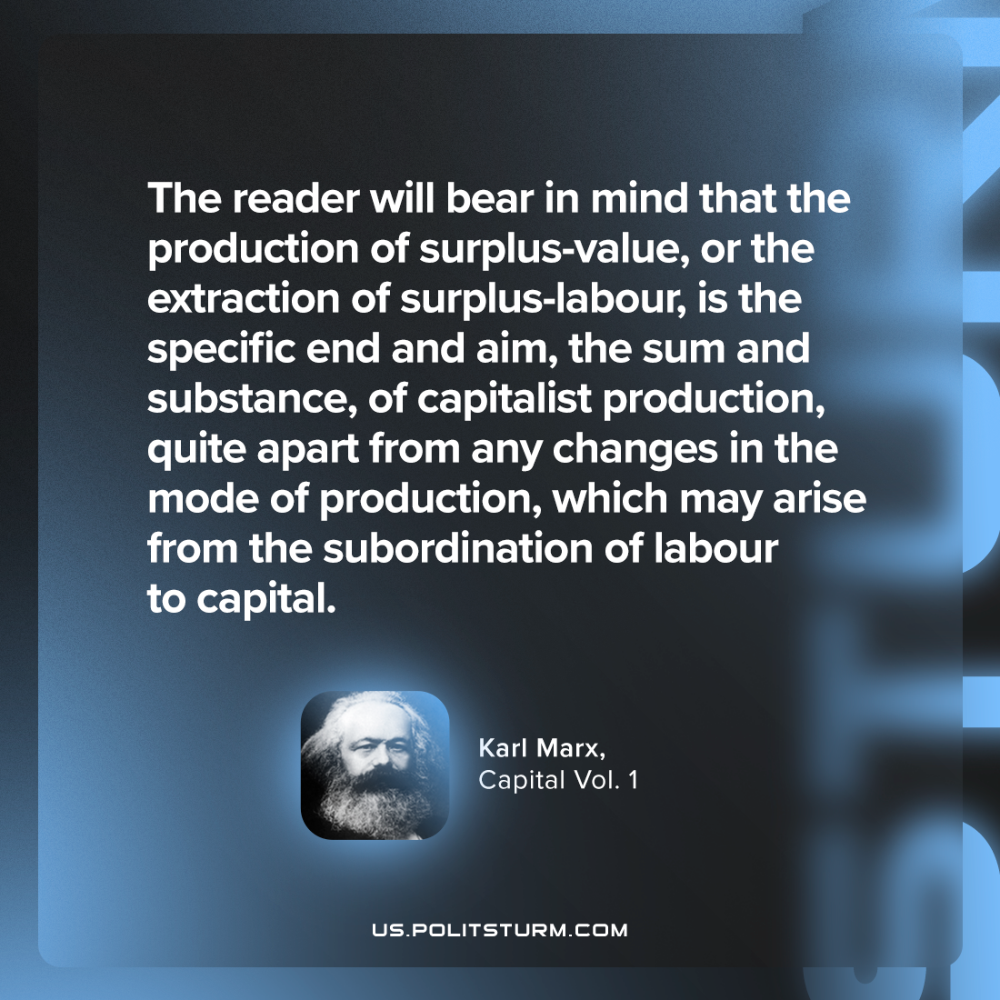 The reader will bear in mind that the
production of surplus-value, or the
extraction of surplus-labour, is the
specific end and aim, the sum and
substance, of capitalist production,
quite apart from any changes in the
mode of production, which may arise
from the subordination of labour
to capital.
Karl Marx,
Capital Vol. 1
US.POLITSTURM.COM